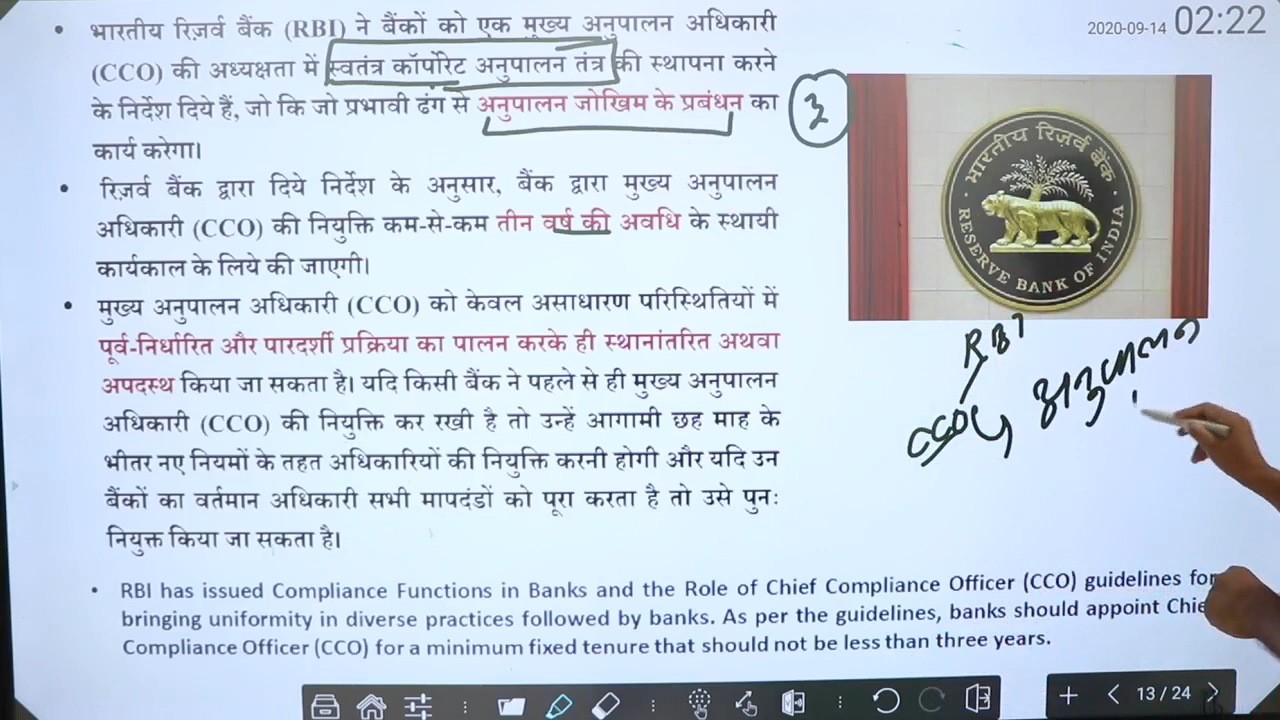 भारतीय रिज़र्व बैंक (RBI) ने बैंकों को एक मुख्य अनुपालन अधिकारी
(CCO) की अध्यक्षता में स्वतंत्र कॉर्पोरेट अनुपालन तंत्र की स्थापना करने
के निर्देश दिये हैं, जो कि जो प्रभावी ढंग से अनुपालन जोखिम के प्रबंधन का
कार्य करेगा।
रिज़र्व बैंक द्वारा दिये निर्देश के अनुसार, बैंक द्वारा मुख्य अनुपालन
अधिकारी (CCO) की नियुक्ति कम-से-कम तीन वर्ष की अवधि के स्थायी
कार्यकाल के लिये की जाएगी।
मुख्य अनुपालन अधिकारी (CCO) को केवल असाधारण परिस्थितियों में
पूर्व-निर्धारित और पारदर्शी प्रक्रिया का पालन करके ही स्थानांतरित अथवा
अपदस्थ किया जा सकता है। यदि किसी बैंक ने पहले से ही मुख्य अनुपालन
अधिकारी (CCO) की नियुक्ति कर रखी है तो उन्हें आगामी छह माह के
भीतर नए नियमों के तहत अधिकारियों की नियुक्ति करनी होगी और यदि उन
बैंकों का वर्तमान अधिकारी सभी मापदंडों को पूरा करता है तो उसे पुनः
नियुक्त किया जा सकता है।
RBI has issued Compliance Functions in Banks and the Role of Chief Compliance Officer (CCO) guidelines for
bringing uniformity in diverse practices followed by banks. As per the guidelines, banks should appoint Chie
Compliance Officer (CCO) for a minimum fixed tenure that should not be less than three years.
2020-09-14 02:22
3
भारतीय रिज़र्व बैंक
RESERVE BANK OF INDIA
RBI
CCO
अनुपालन
13 / 24